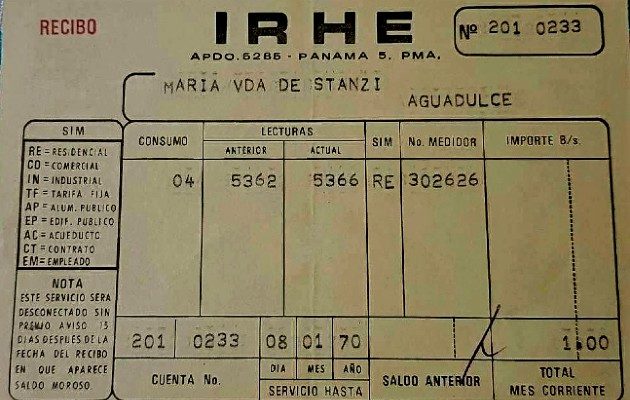 RECIBO
IRHE
Nº 201 0233
APDO.5285 - PANAMA 5, PMA.
MARIA VDA DE STANZI
AGUADULCE
SIM
RE = RESIDENCIAL
CO = COMERCIAL
IN = INDUSTRIAL
TF = TARIFA FIJA
AP = ALUM. PUBLICO
EP = EDIF. PUBLICO
AC = ACUEDUCTO
CT = CONTRATO
EM = EMPLEADO
CONSUMO
LECTURAS
ANTERIOR
ACTUAL
SIM
No. MEDIDOR
IMPORTE B/s.
04 5362 5366 RE 302626
NOTA
ESTE SERVICIO SERA
DESCONECTADO SIN
PREVIO AVISO 15
DIAS DESPUES DE LA
FECHA DEL RECIBO
EN QUE APARECE
SALDO MOROSO
201 0233 08 01 70 1.00
CUENTA No.
DIA MES AÑO
SERVICIO HASTA
SALDO ANTERIOR
TOTAL
MES CORRIENTE